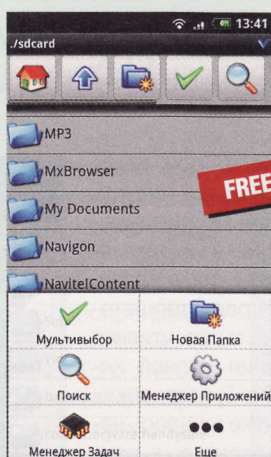 13:41
./sdcard
MP3
MxBrowser
FREE
My Documents
Navigon
NavitelContent
Мультивыбор
Новая Папка
Поиск
Менеджер Приложений
Менеджер Задач
Еще